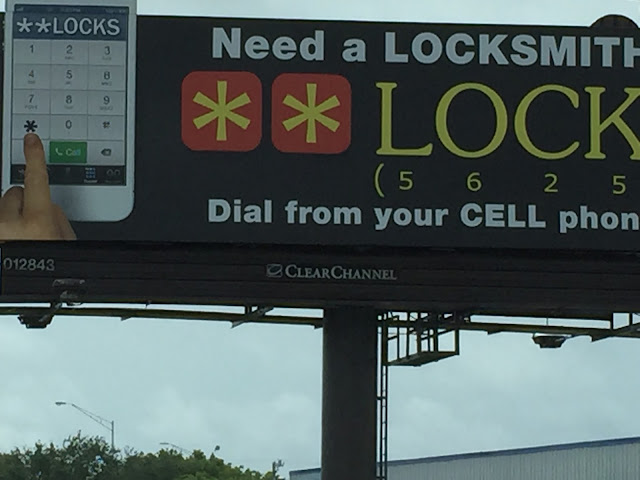 **LOCKS
1 2 3
4 5 6
7 8 9
* 0 #
Call
Need a LOCKSMITH
** LOCK
(5 6 2 5
Dial from your CELL phon
012843
CLEARCHANNEL